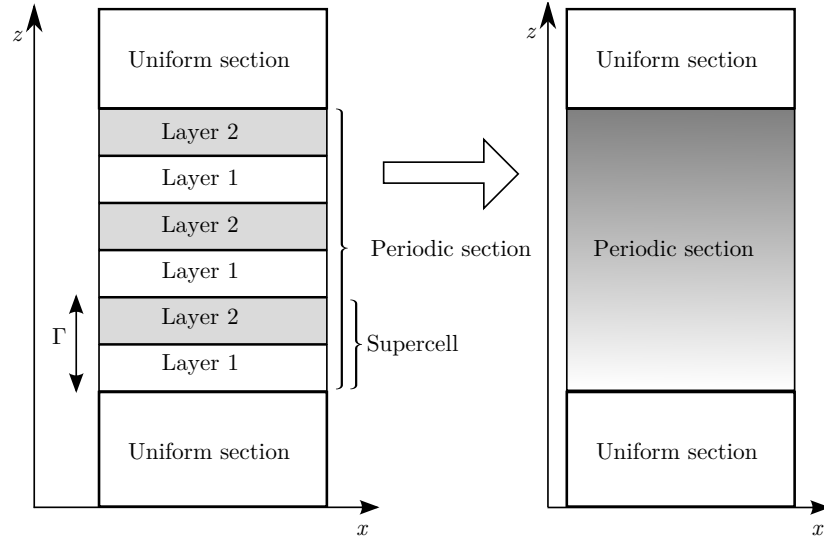 z
Uniform section
Layer 2
Layer 1
Layer 2
Layer 1
Layer 2
Layer 1
Γ
Supercell
Periodic section
Uniform section
x
z
Uniform section
Periodic section
Uniform section
x